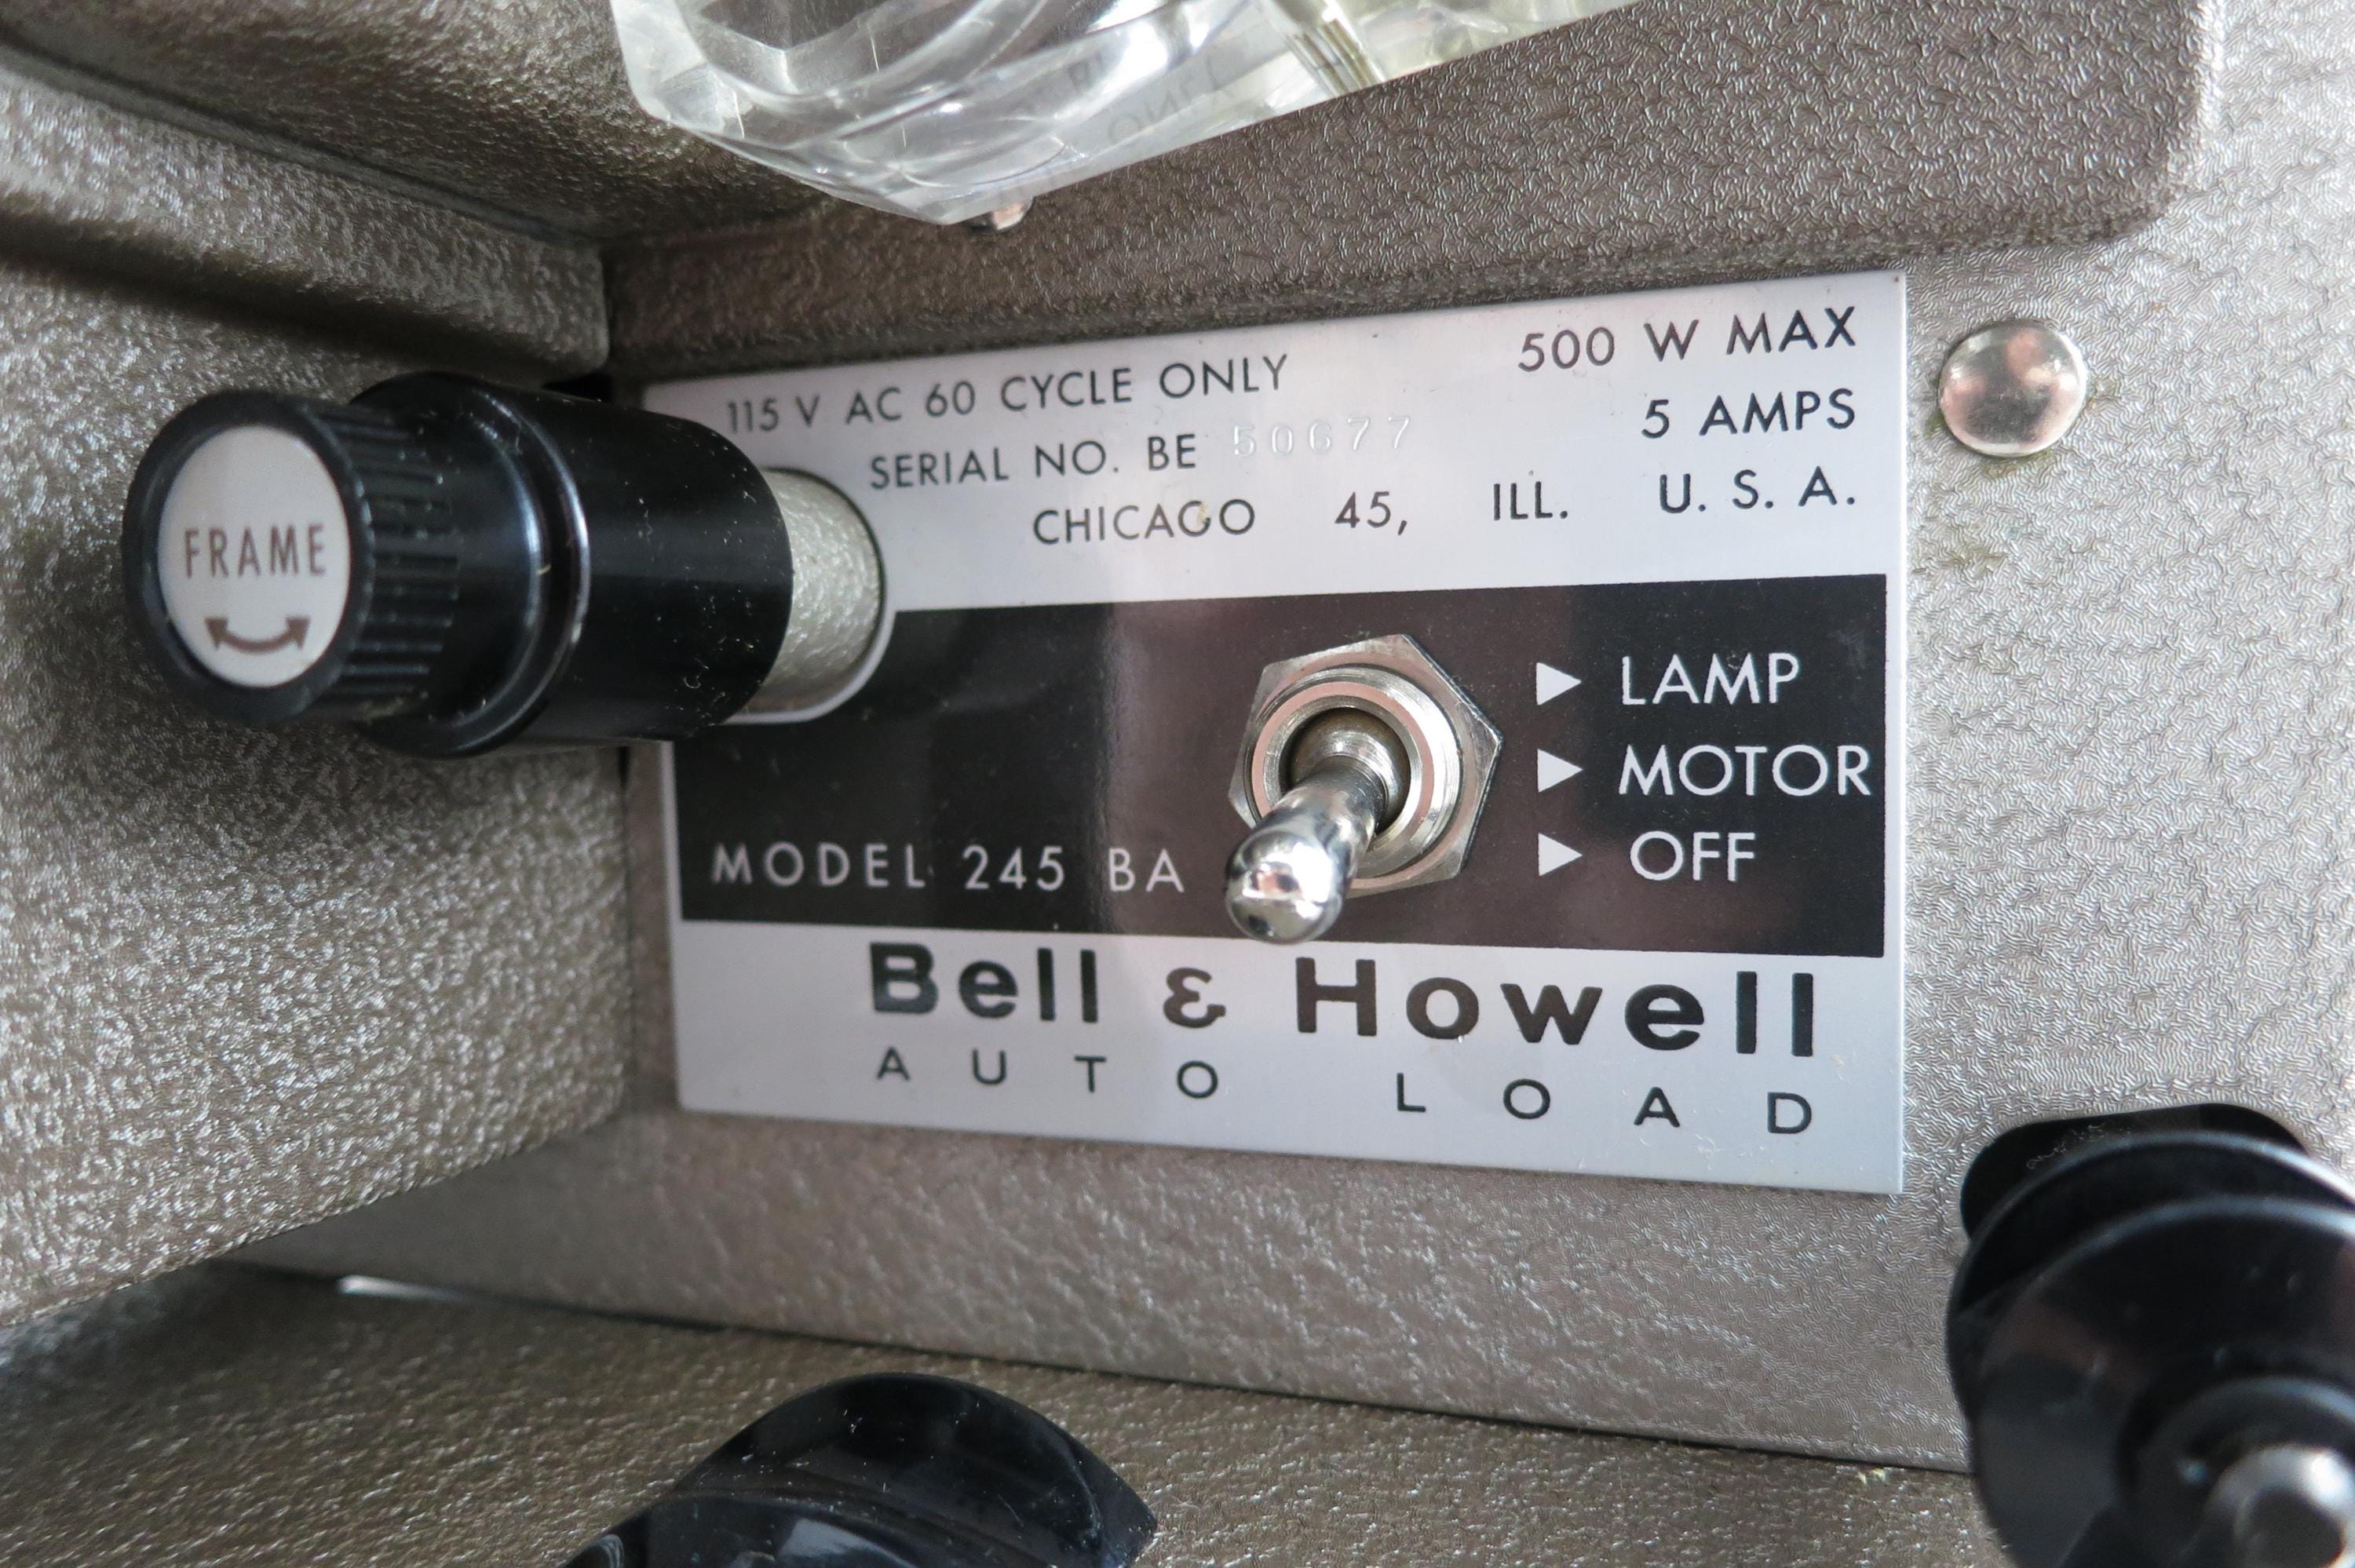 115 V AC 60 CYCLE ONLY
500 W MAX
SERIAL NO. BE 50677
5 AMPS
CHICAGO 45, ILL. U. S. A.
FRAME
LAMP
MOTOR
OFF
MODEL 245 BA
Bell & Howell
AUTO LOAD